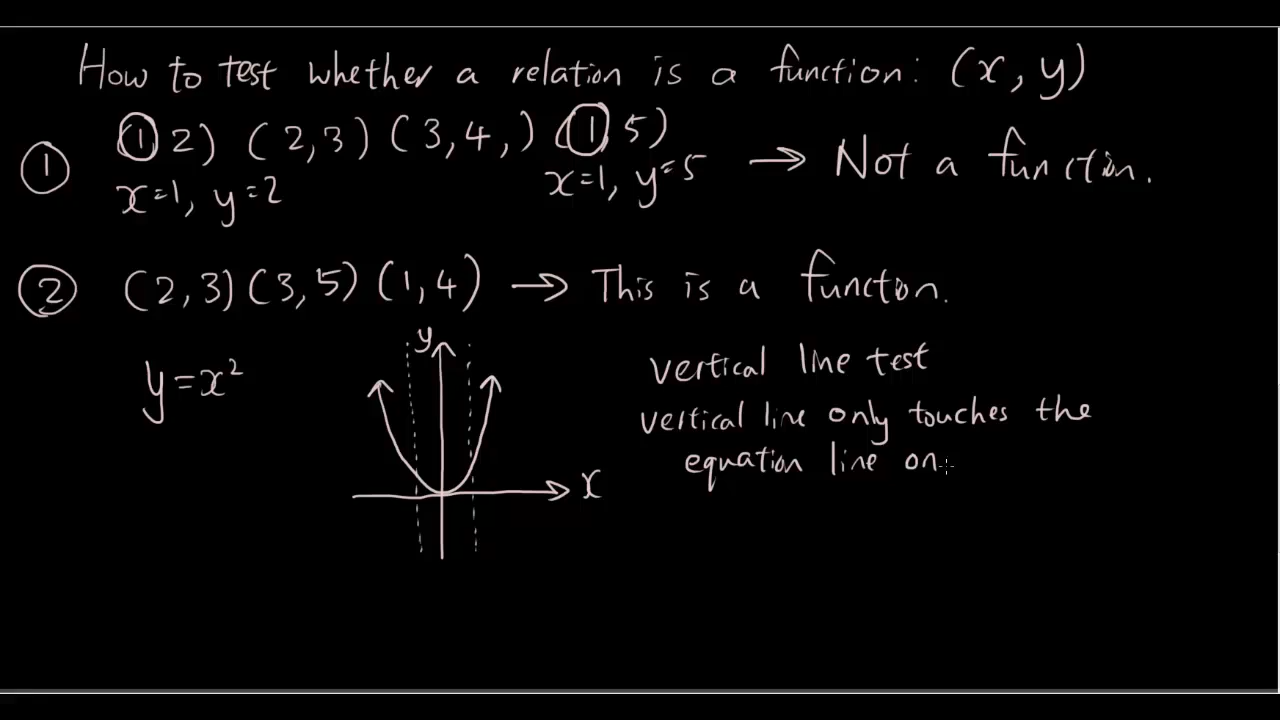 How to test whether a relation is a function: (x, y)
① (1, 2) (2,3) (3,4,) (1, 5) → Not a function.
x=1, y=2 x=1, y=5
② (2,3) (3,5) (1,4) → This is a functon.
y
y=x²
vertical line test
vertical line only touches the
equation line on
x